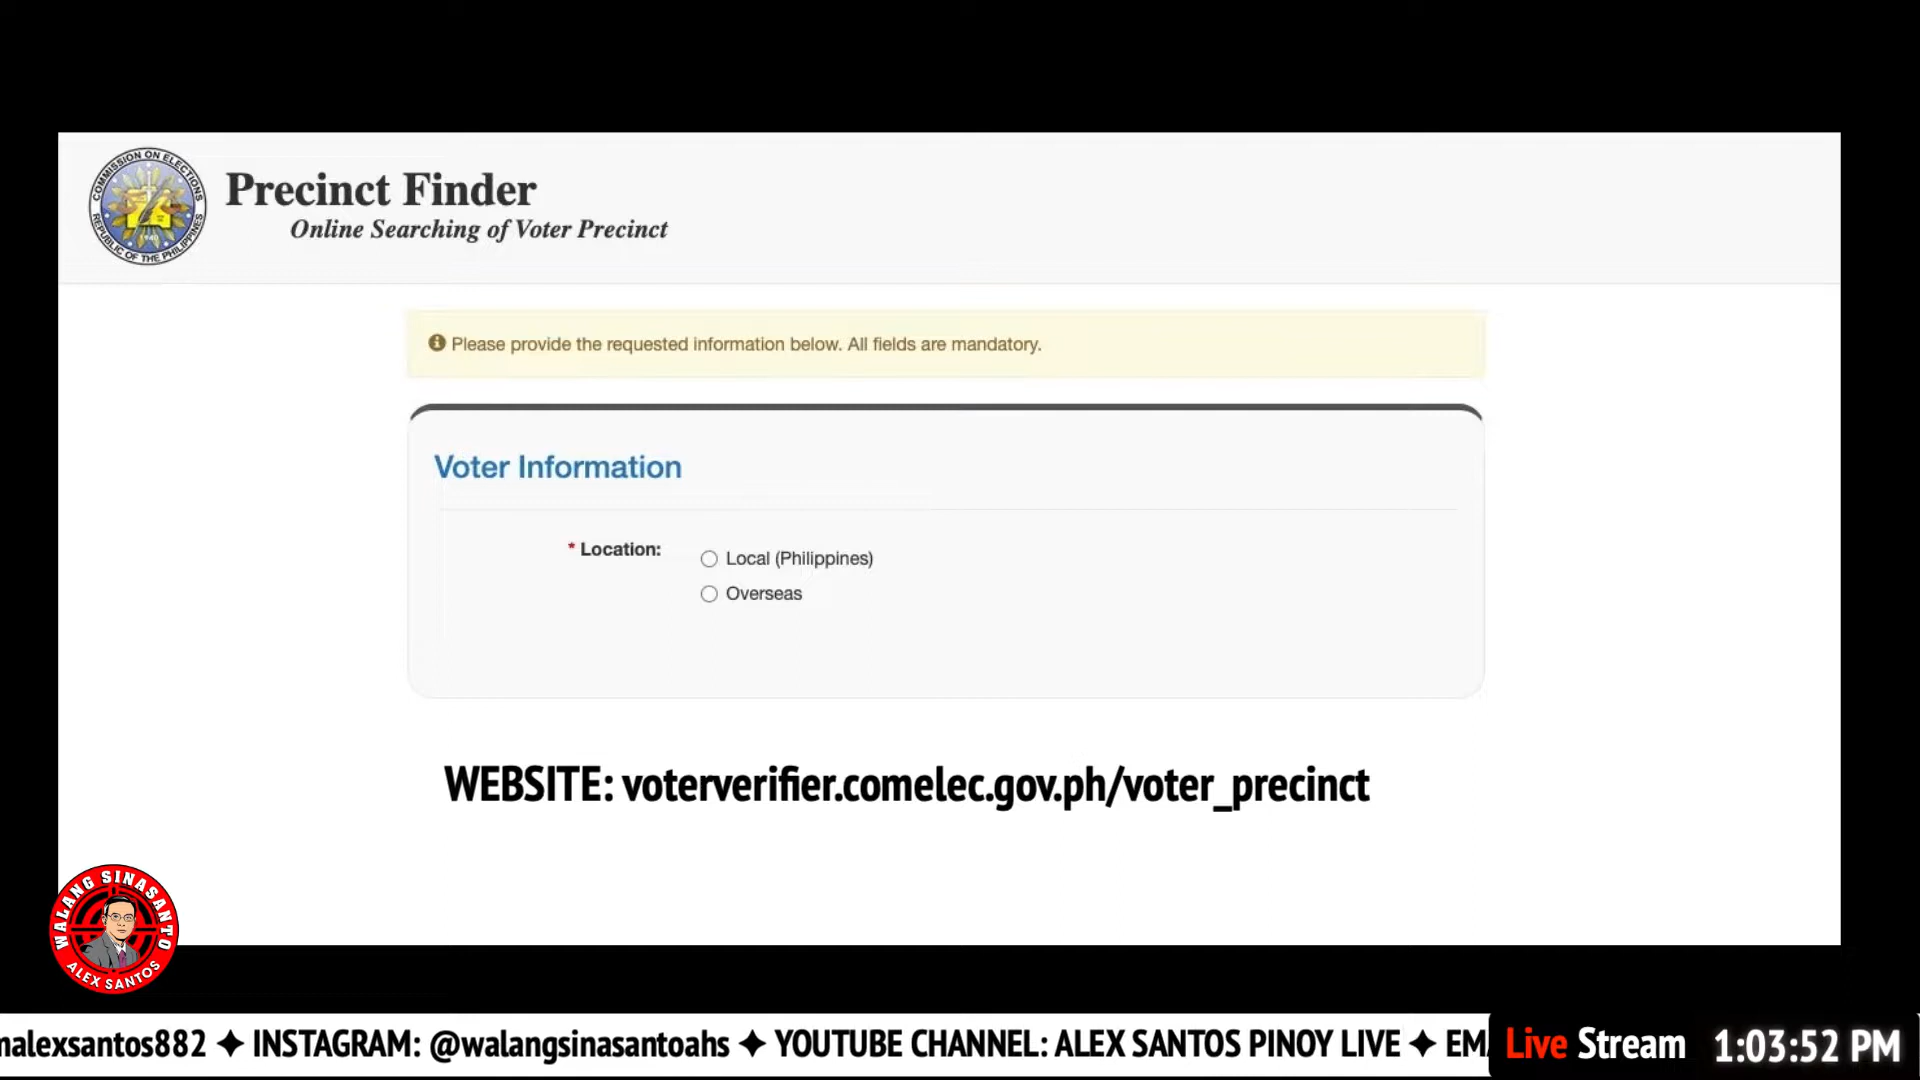 COMMISSION ON ELECTIONS
REPUBLIC OF THE PHILIPPINES
Precinct Finder
Online Searching of Voter Precinct
Please provide the requested information below. All fields are mandatory.
Voter Information
* Location:
Local (Philippines)
Overseas
WEBSITE: voterverifier.comelec.gov.ph/voter_precinct
WALANG SINASANTO
ALEX SANTOS
malexsantos882 ✦ INSTAGRAM: @walangsinasantoahs ✦ YOUTUBE CHANNEL: ALEX SANTOS PINOY LIVE ✦ EM
Live Stream 1:03:52 PM